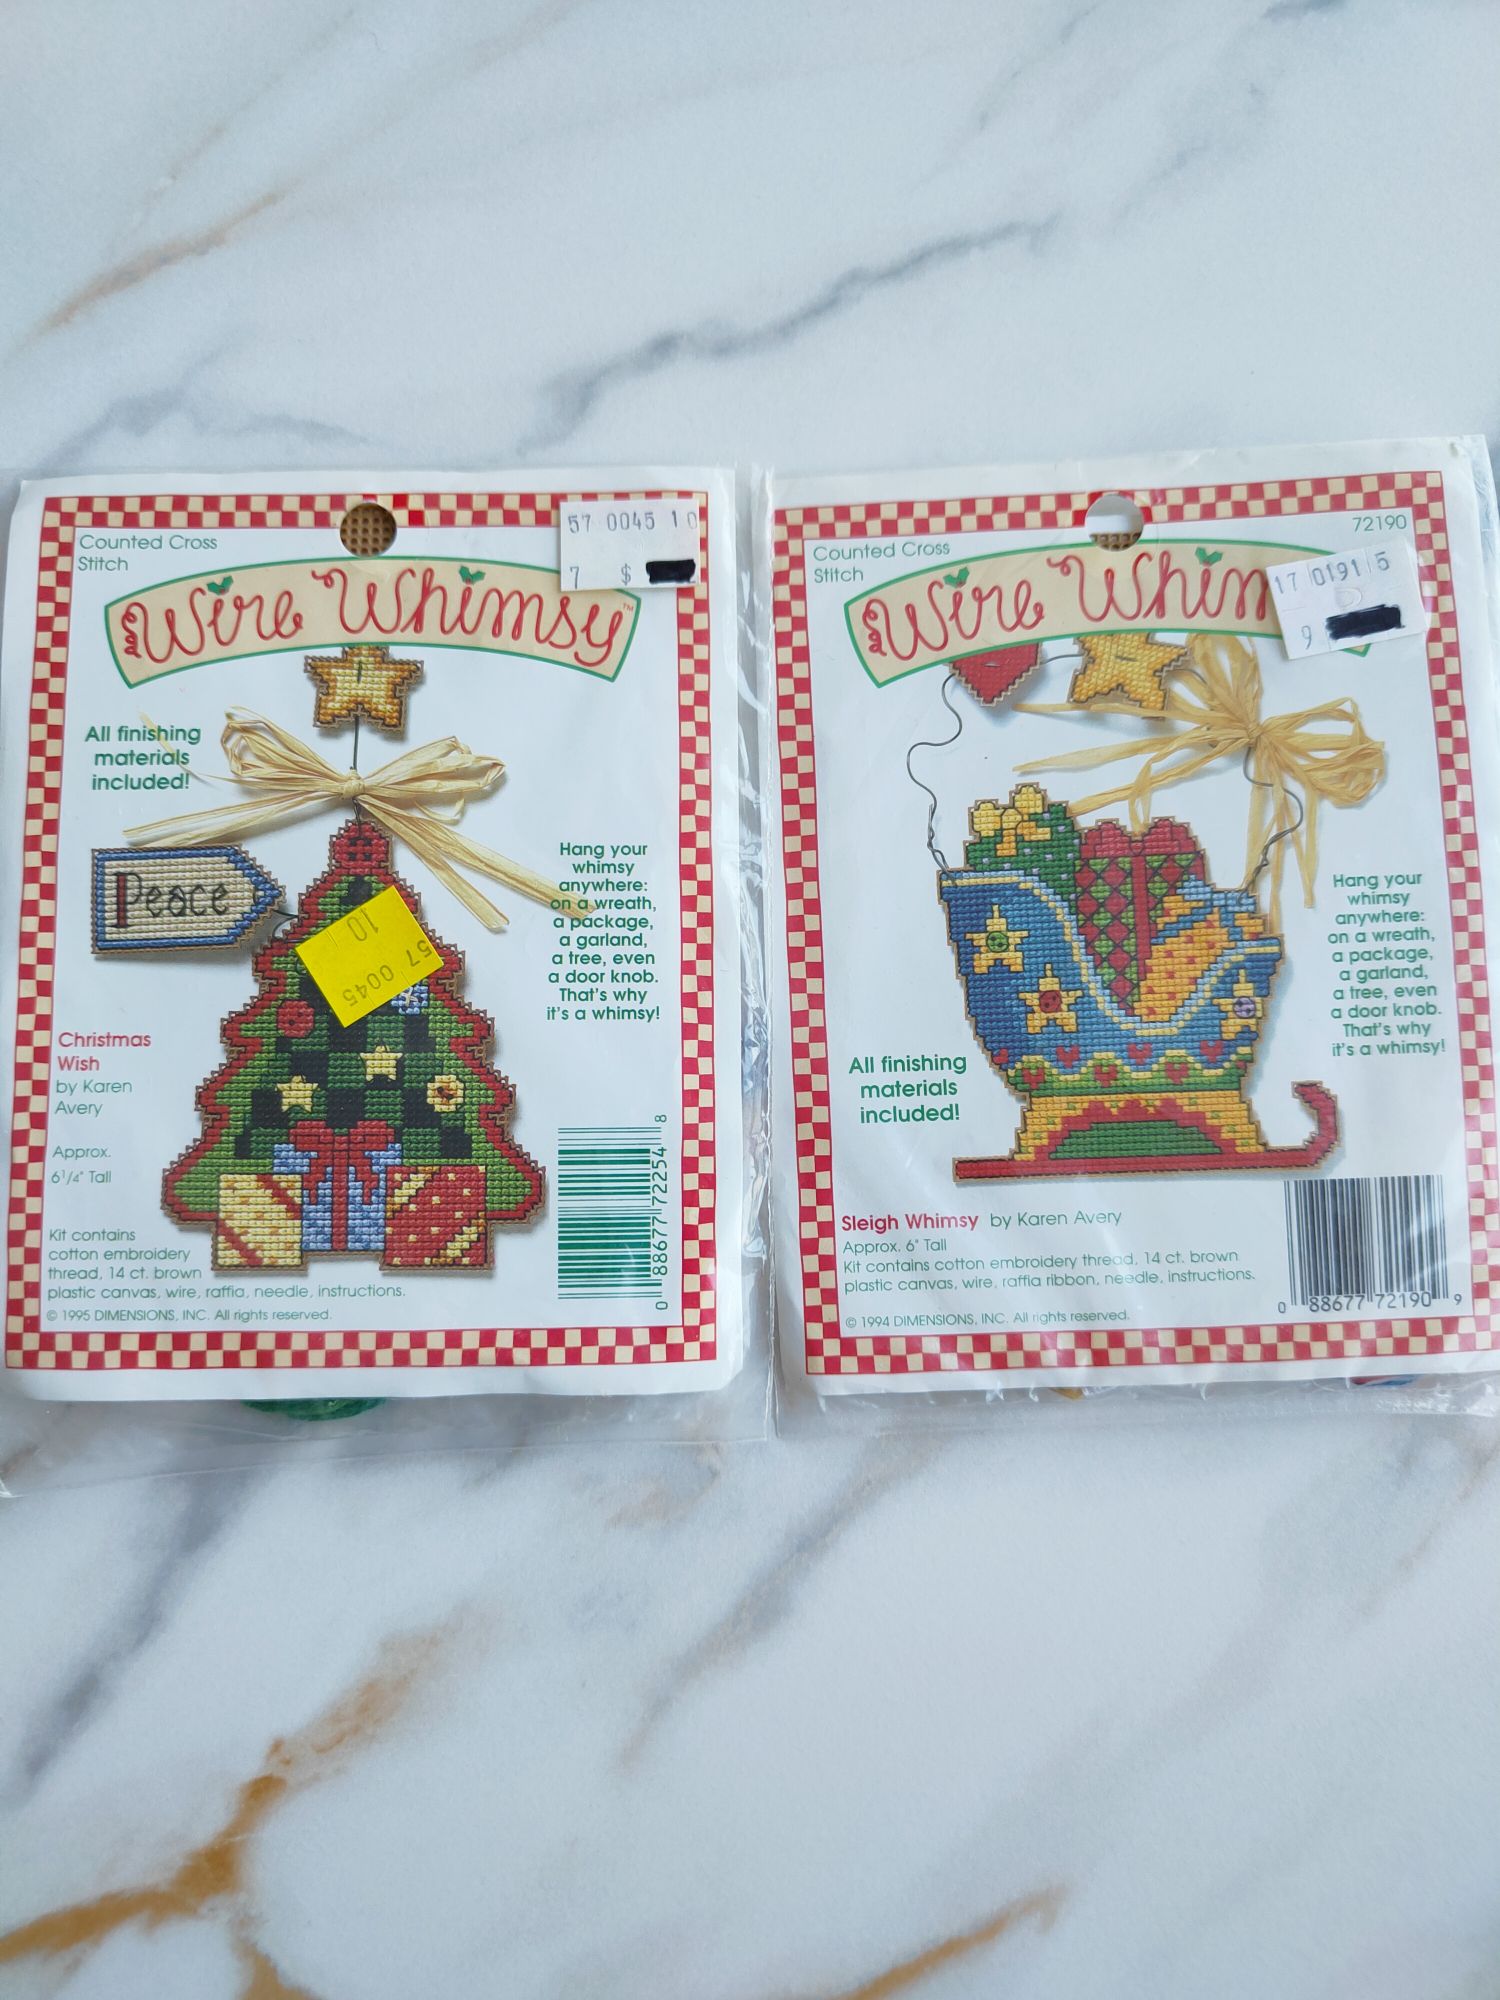 Counted Cross
Stitch
57 0045 10
7 $
Wire Whimsy™
All finishing
materials
included!
Peace
Hang your
whimsy
anywhere:
on a wreath,
a package,
a garland,
a tree, even
a door knob.
That's why
it's a whimsy!
10
57 0045
Christmas
Wish
by Karen
Avery
Approx.
6 1/4" Tall
Kit contains
cotton embroidery
thread, 14 ct. brown
plastic canvas, wire, raffia, needle, instructions.
© 1995 DIMENSIONS, INC. All rights reserved.
0 88677 72254 8
72190
Counted Cross
Stitch
17 0191 5
9
Wire Whim
Hang your
whimsy
anywhere:
on a wreath,
a package,
a garland,
a tree, even
a door knob.
That's why
it's a whimsy!
All finishing
materials
included!
Sleigh Whimsy by Karen Avery
Approx. 6" Tall
Kit contains cotton embroidery thread, 14 ct. brown
plastic canvas, wire, raffia ribbon, needle, instructions.
© 1994 DIMENSIONS, INC. All rights reserved.
0 88677 72190 9